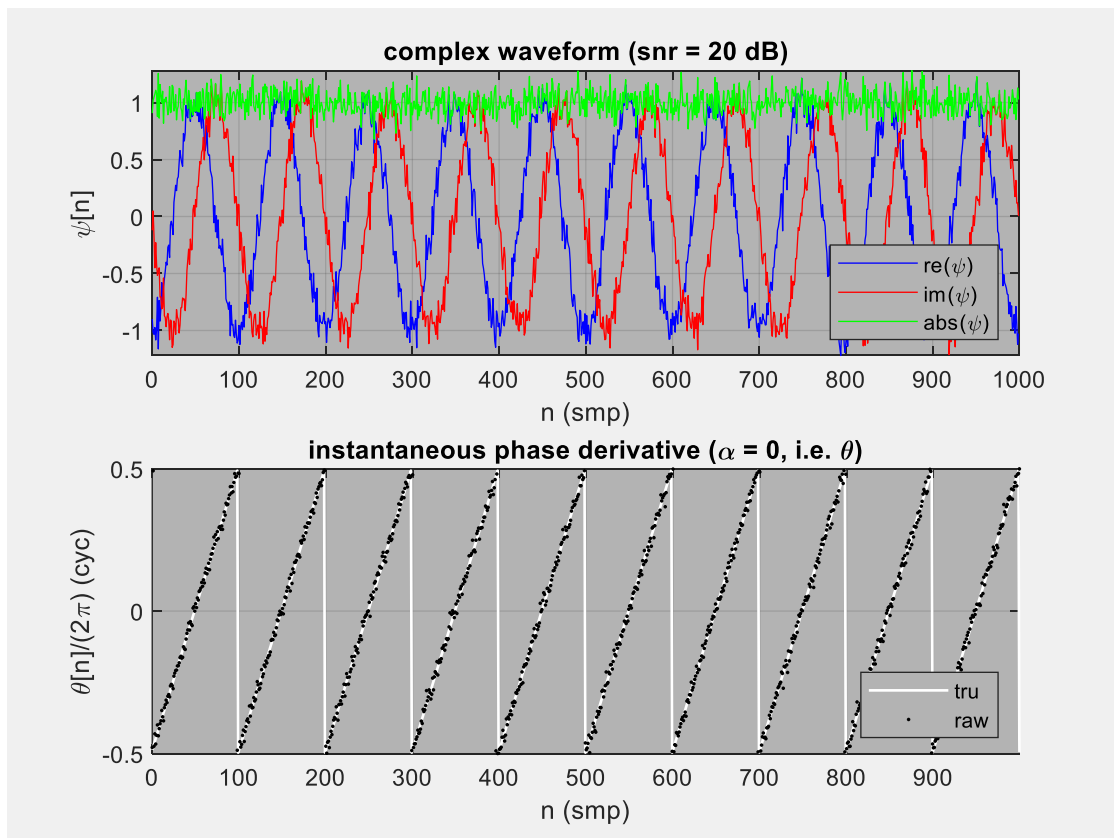 complex waveform (snr = 20 dB)
1
0.5
0
-0.5
-1
ψ[n]
re(ψ)
im(ψ)
abs(ψ)
0 100 200 300 400 500 600 700 800 900 1000
n (smp)
instantaneous phase derivative (α = 0, i.e. θ)
0.5
0
-0.5
θ[n]/(2π) (cyc)
tru
raw
0 100 200 300 400 500 600 700 800 900
n (smp)